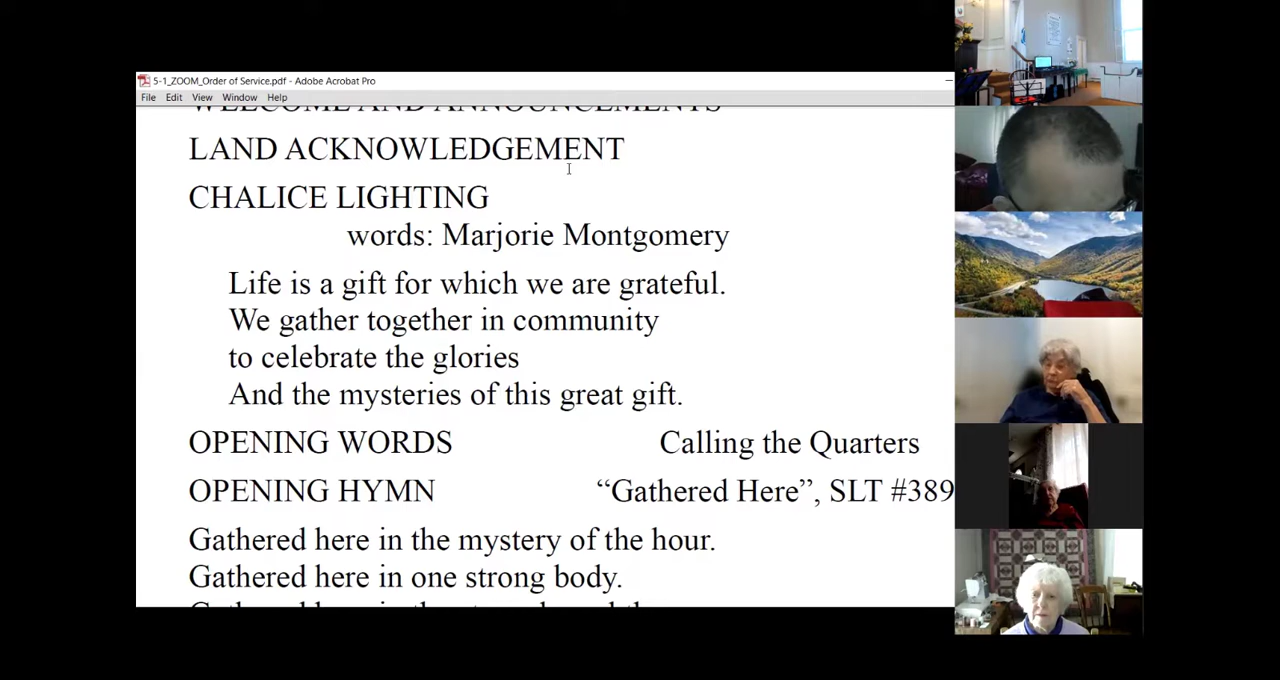 5-1_ZOOM_Order of Service.pdf - Adobe Acrobat Pro
File Edit View Window Help
WELCOME AND ANNOUNCEMENTS
LAND ACKNOWLEDGEMENT
CHALICE LIGHTING
words: Marjorie Montgomery
Life is a gift for which we are grateful.
We gather together in community
to celebrate the glories
And the mysteries of this great gift.
OPENING WORDS Calling the Quarters
OPENING HYMN “Gathered Here”, SLT #389
Gathered here in the mystery of the hour.
Gathered here in one strong body.